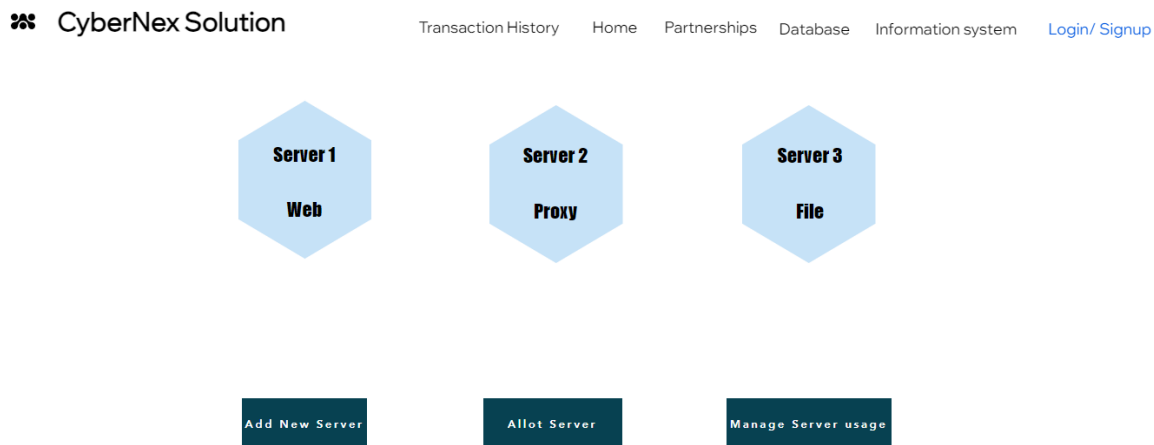 CyberNex Solution
Transaction History Home Partnerships Database Information system Login/ Signup
Server 1 Server 2 Server 3
Web Proxy File
Add New Server Allot Server Manage Server usage